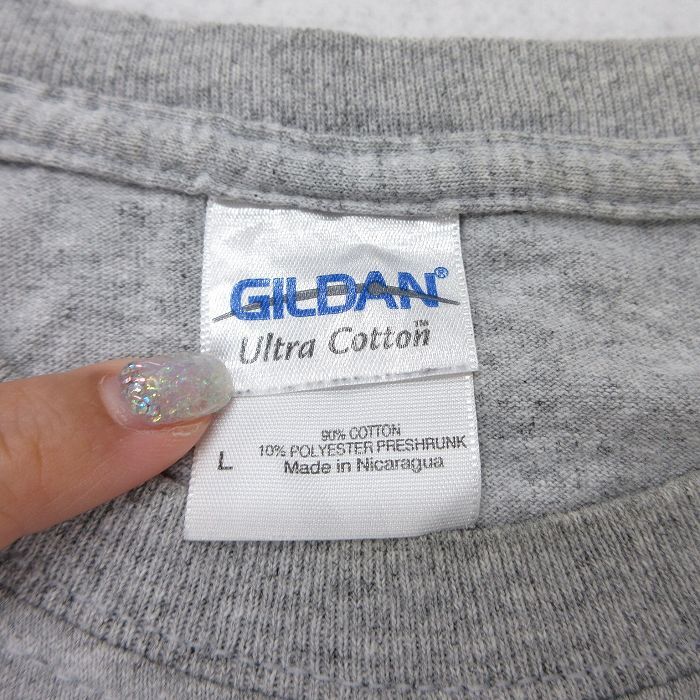 GILDAN®
Ultra Cotton™
90% COTTON
10% POLYESTER PRESHRUNK
L
Made in Nicaragua